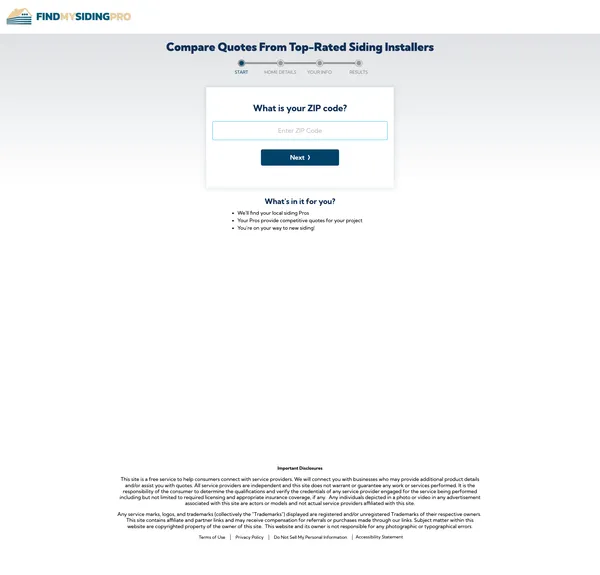 FINDMYSIDINGPRO
Compare Quotes From Top-Rated Siding Installers
START HOME DETAILS YOUR INFO RESULTS
What is your ZIP code?
Enter ZIP Code
Next ⟩
What's in it for you?
• We'll find your local siding Pros
• Your Pros provide competitive quotes for your project
• You're on your way to new siding!
Important Disclosures
This site is a free service to help consumers connect with service providers. We will connect you with businesses who may provide additional product details
and/or assist you with quotes. All service providers are independent and this site does not warrant or guarantee any work or services performed. It is the
responsibility of the consumer to determine the qualifications and verify the credentials of any service provider engaged for the service being performed
including but not limited to required licensing and appropriate insurance coverage, if any. Any individuals depicted in a photo or video in any advertisement
associated with this site are actors or models and not actual service providers affiliated with this site.
Any service marks, logos, and trademarks (collectively the "Trademarks") displayed are registered and/or unregistered Trademarks of their respective owners.
This site contains affiliate and partner links and may receive compensation for referrals or purchases made through our links. Subject matter within this
website are copyrighted property of the owner of this site. This website and its owner is not responsible for any photographic or typographical errors
Terms of Use | Privacy Policy | Do Not Sell My Personal Information | Accessibility Statement